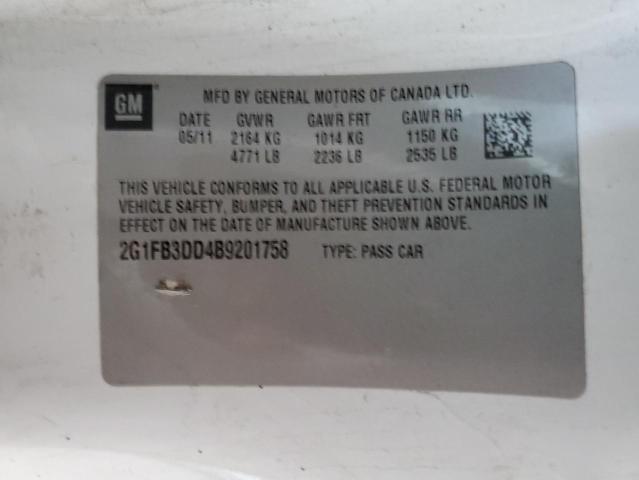 GM
MFD BY GENERAL MOTORS OF CANADA LTD.
DATE GVWR GAWR FRT GAWR RR
05/11 2164 KG 1014 KG 1150 KG
4771 LB 2236 LB 2535 LB
THIS VEHICLE CONFORMS TO ALL APPLICABLE U.S. FEDERAL MOTOR
VEHICLE SAFETY, BUMPER, AND THEFT PREVENTION STANDARDS IN
EFFECT ON THE DATE OF MANUFACTURE SHOWN ABOVE.
2G1FB3DD4B9201758 TYPE: PASS CAR